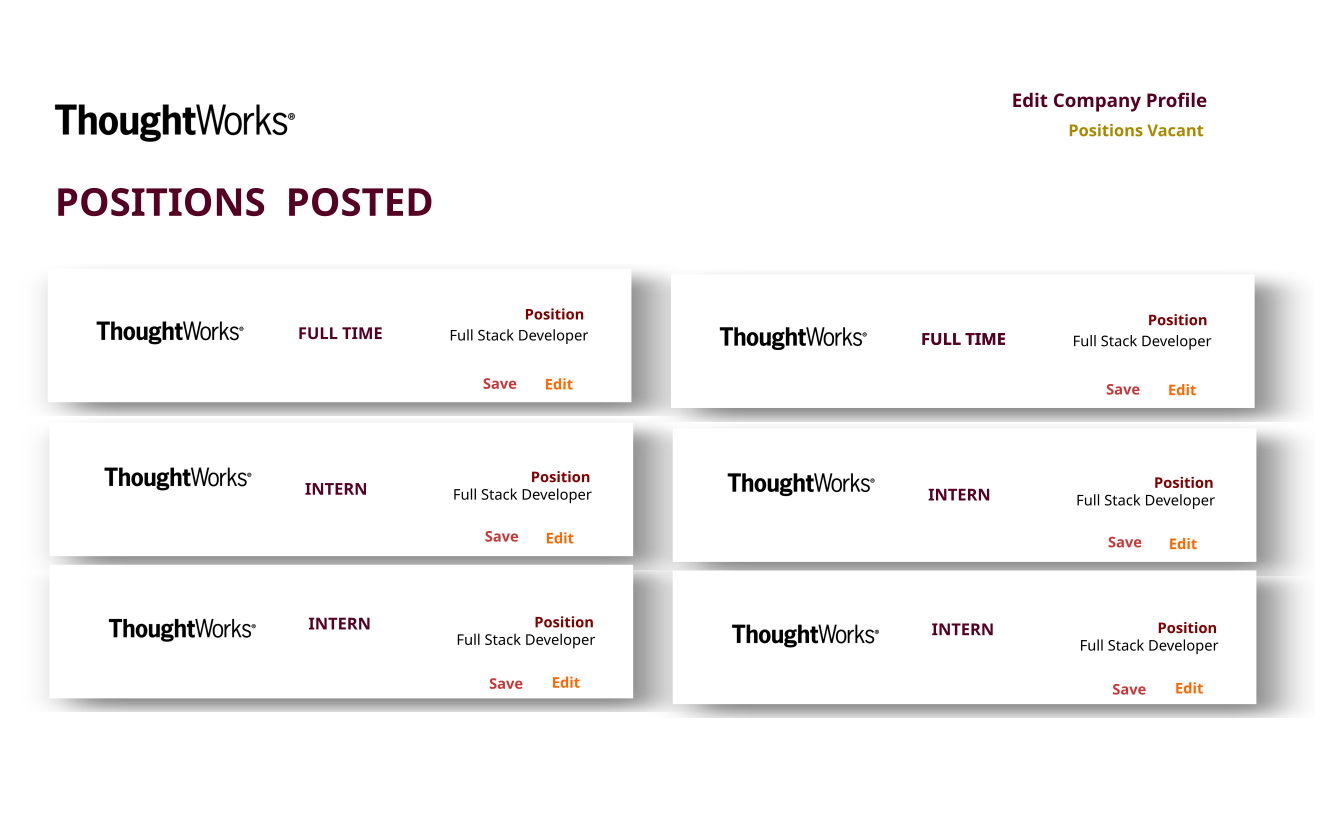 ThoughtWorks®
Edit Company Profile
Positions Vacant
POSITIONS POSTED
ThoughtWorks®
FULL TIME
Position
Full Stack Developer
Save Edit
ThoughtWorks®
FULL TIME
Position
Full Stack Developer
Save Edit
ThoughtWorks®
INTERN
Position
Full Stack Developer
Save Edit
ThoughtWorks®
INTERN
Position
Full Stack Developer
Save Edit
ThoughtWorks®
INTERN
Position
Full Stack Developer
Save Edit
ThoughtWorks®
INTERN
Position
Full Stack Developer
Save Edit